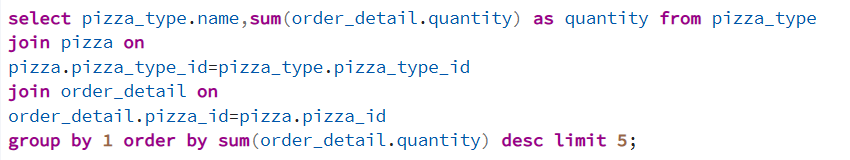 select pizza_type.name,sum(order_detail.quantity) as quantity from pizza_type
join pizza on
pizza.pizza_type_id=pizza_type.pizza_type_id
join order_detail on
order_detail.pizza_id=pizza.pizza_id
group by 1 order by sum(order_detail.quantity) desc limit 5;